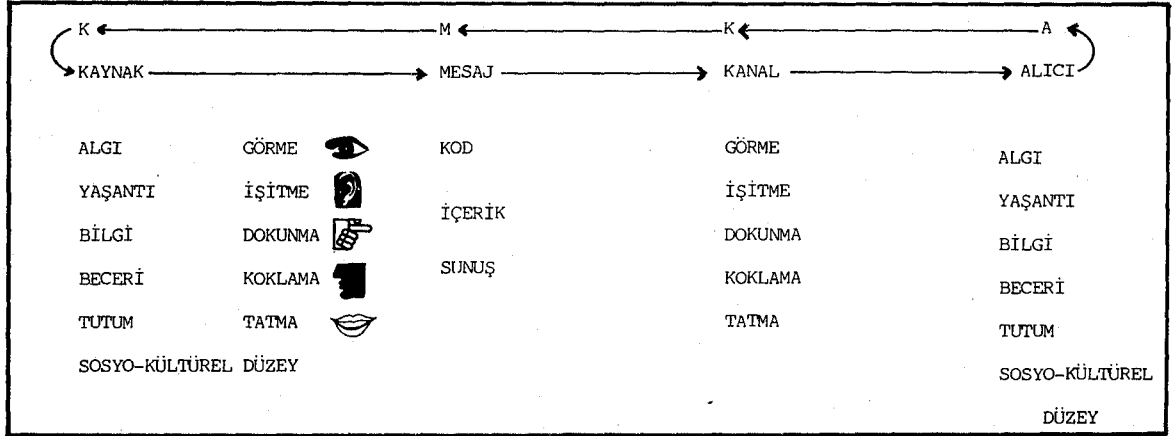 K M K A
KAYNAK MESAJ KANAL ALICI
ALGI GÖRME KOD GÖRME ALGI
YAŞANTI İŞİTME İÇERİK İŞİTME YAŞANTI
BİLGİ DOKUNMA SUNUŞ DOKUNMA BİLGİ
BECERİ KOKLAMA KOKLAMA BECERİ
TUTUM TATMA TATMA TUTUM
SOSYO-KÜLTÜREL DÜZEY SOSYO-KÜLTÜREL
DÜZEY